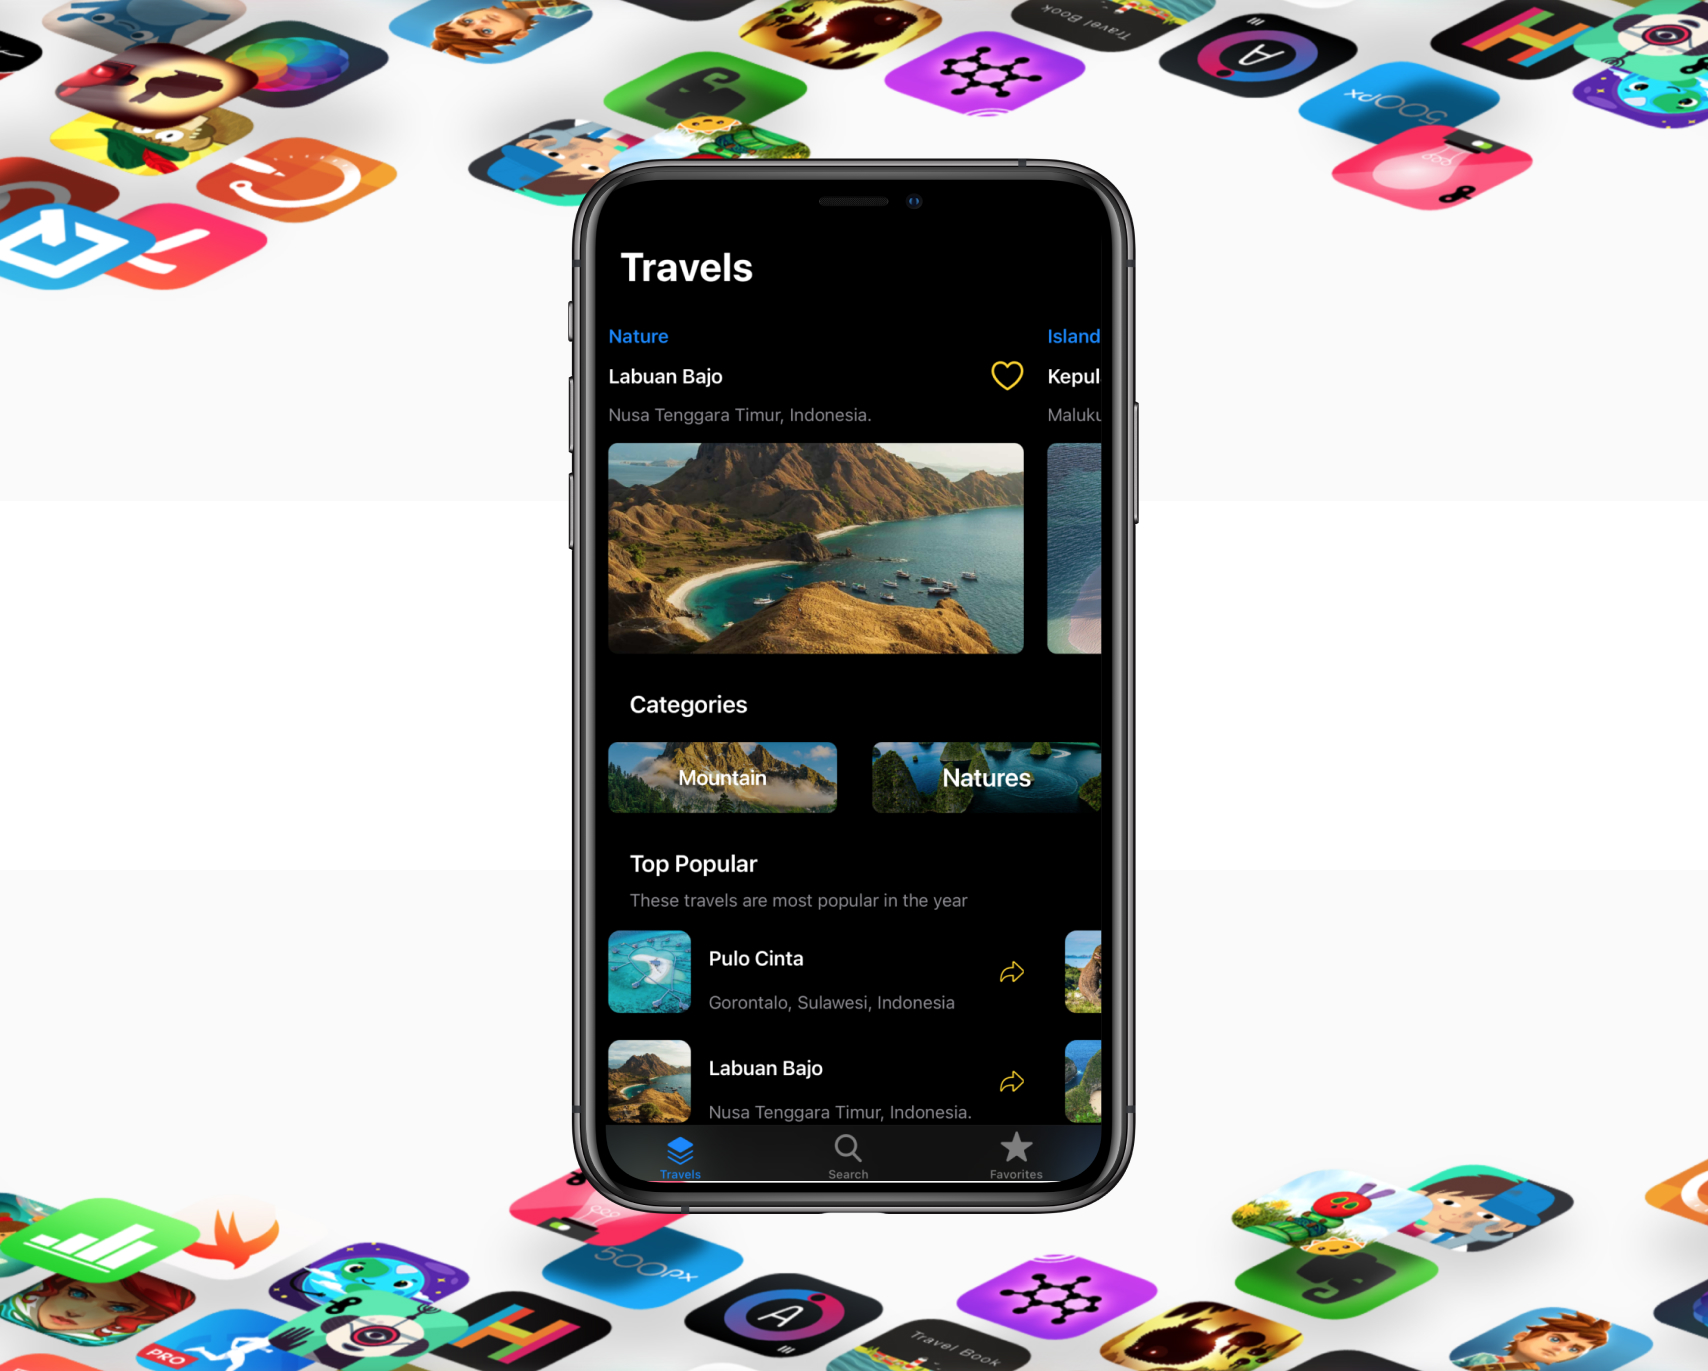 Travel Book
A
H
500px
Travels
Nature
Island
Labuan Bajo
Kepul
Nusa Tenggara Timur, Indonesia.
Maluku
Categories
Mountain
Natures
Top Popular
These travels are most popular in the year
Pulo Cinta
Gorontalo, Sulawesi, Indonesia
Labuan Bajo
Nusa Tenggara Timur, Indonesia.
Travels
Search
Favorites
500px
A
H
PRO
Travel Book